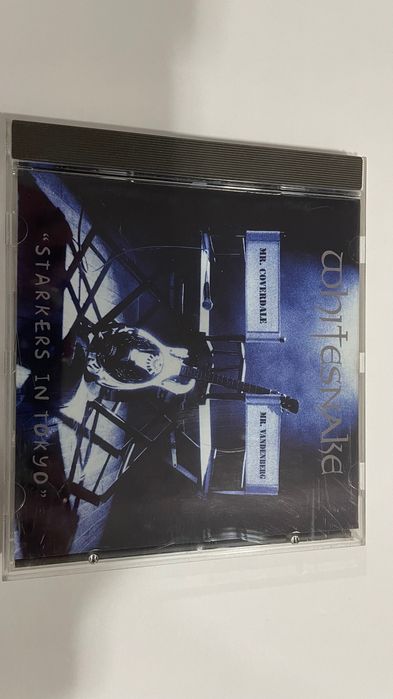 Whitesnake
MR. COVERDALE
MR. VANDENBERG
"STARKERS IN TOKYO"